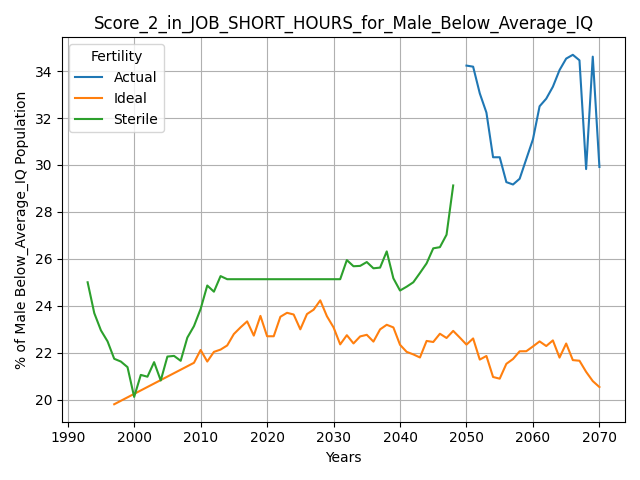 Score_2_in_JOB_SHORT_HOURS_for_Male_Below_Average_IQ
% of Male Below_Average_IQ Population
Fertility
Actual
Ideal
Sterile
34
32
30
28
26
24
22
20
1990 2000 2010 2020 2030 2040 2050 2060 2070
Years